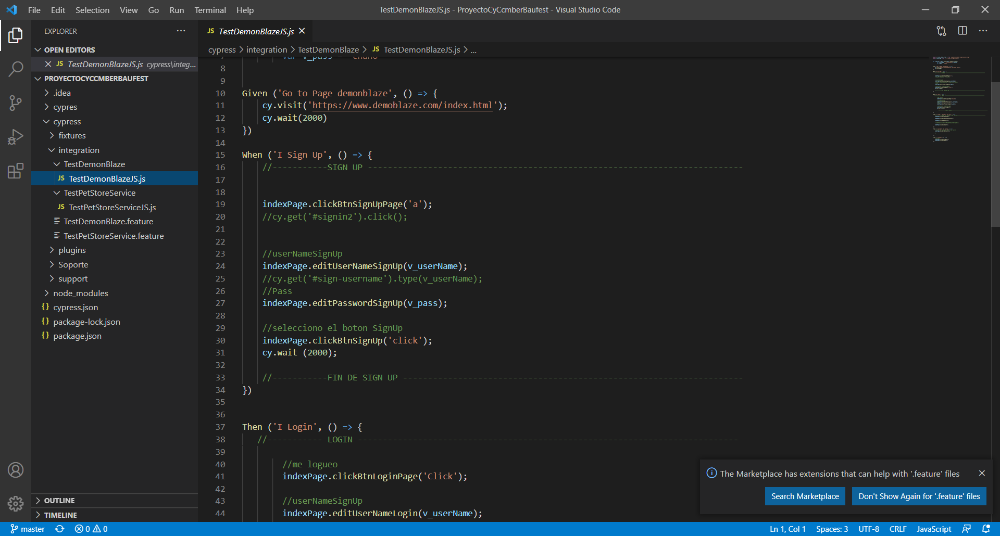 File Edit Selection View Go Run Terminal Help
TestDemonBlazeJS.js - ProyectoCyCcmberBaufest - Visual Studio Code
EXPLORER
OPEN EDITORS
JS TestDemonBlazeJS.js cypress\integ...
PROYECTOCYCCMBERBAUFEST
.idea
cypres
cypress
fixtures
integration
TestDemonBlaze
JS TestDemonBlazeJS.js
TestPetStoreService
JS TestPetStoreServiceJS.js
TestDemonBlaze.feature
TestPetStoreService.feature
plugins
Soporte
support
node_modules
{} cypress.json
{} package-lock.json
{} package.json
OUTLINE
TIMELINE
JS TestDemonBlazeJS.js
cypress > integration > TestDemonBlaze > JS TestDemonBlazeJS.js > ...
7 var v_pass = "chano"
8
9
10 Given ('Go to Page demonblaze', () => {
11 cy.visit('https://www.demoblaze.com/index.html');
12 cy.wait(2000)
13 })
14
15 When ('I Sign Up', () => {
16 //-----------SIGN UP ---------------------------------------------------------------------------
17
18
19 indexPage.clickBtnSignUpPage('a');
20 //cy.get('#signin2').click();
21
22
23 //userNameSignUp
24 indexPage.editUserNameSignUp(v_userName);
25 //cy.get('#sign-username').type(v_userName);
26 //Pass
27 indexPage.editPasswordSignUp(v_pass);
28
29 //selecciono el boton SignUp
30 indexPage.clickBtnSignUp('click');
31 cy.wait (2000);
32
33 //-----------FIN DE SIGN UP --------------------------------------------------------------------
34 })
35
36
37 Then ('I Login', () => {
38 //----------- LOGIN ----------------------------------------------------------------------------
39
40 //me logueo
41 indexPage.clickBtnLoginPage('Click');
42
43 //userNameSignUp
44 indexPage.editUserNameLogin(v_userName);
The Marketplace has extensions that can help with '.feature' files
Search Marketplace
Don't Show Again for '.feature' files
master 0 0
Ln 1, Col 1 Spaces: 3 UTF-8 CRLF JavaScript